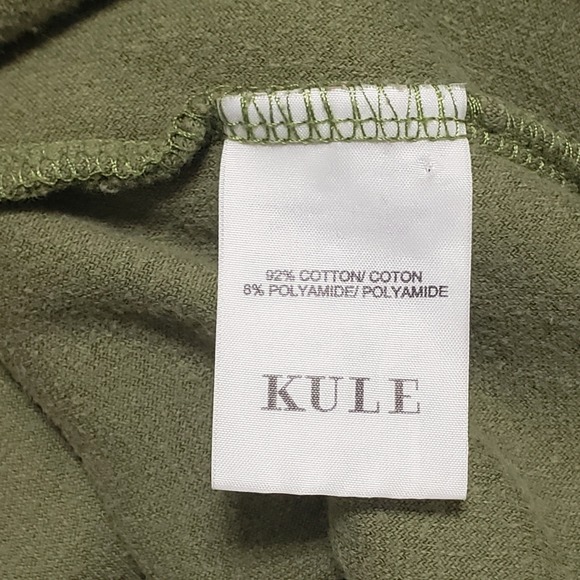 92% COTTON/ COTON
8% POLYAMIDE/ POLYAMIDE
KULE